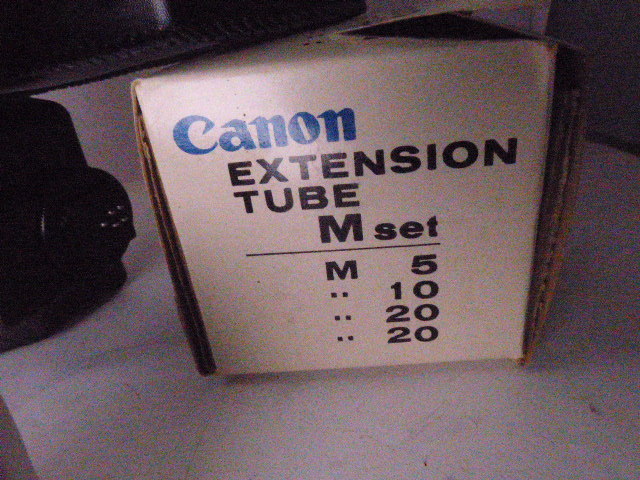 Canon
EXTENSION
TUBE
M set
M 5
" 10
" 20
" 20